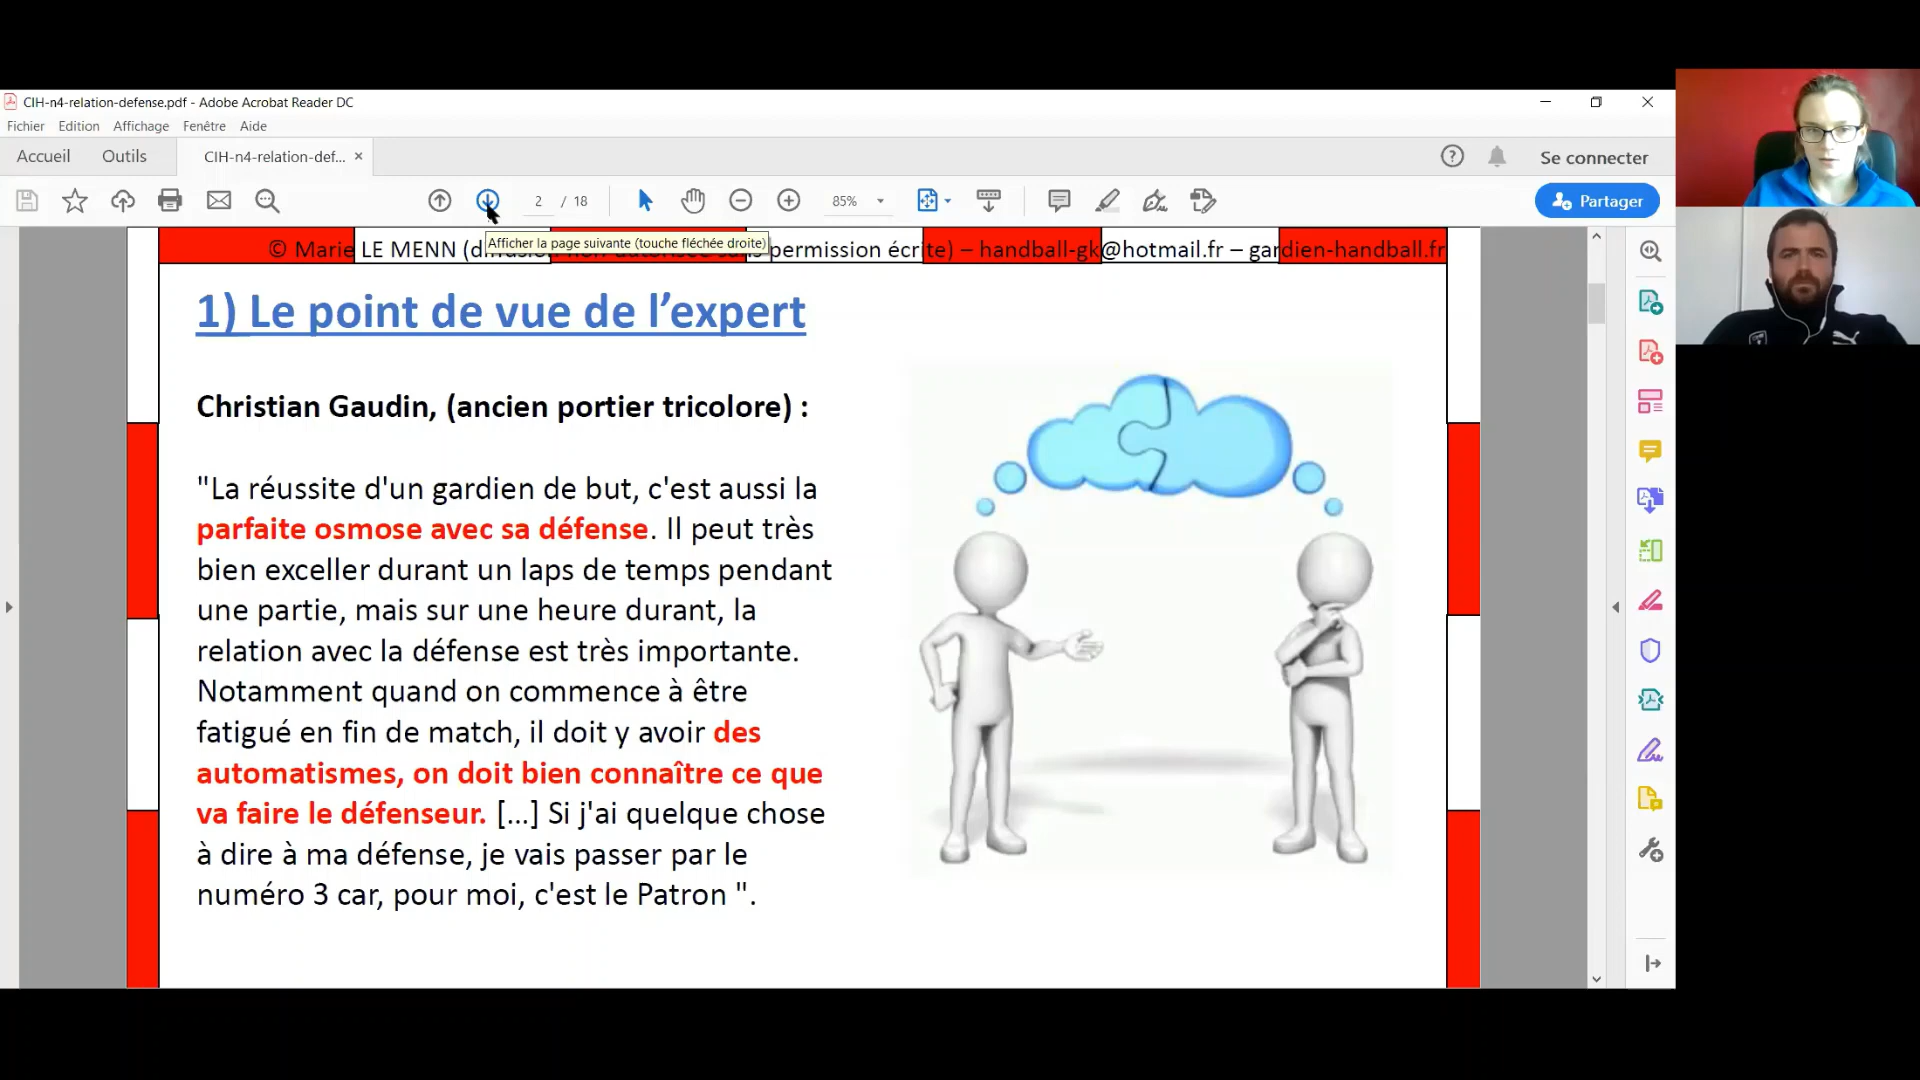 CIH-n4-relation-defense.pdf - Adobe Acrobat Reader DC
Fichier Edition Affichage Fenêtre Aide
Accueil Outils CIH-n4-relation-def... × Se connecter
2 / 18 85% Partager
Afficher la page suivante (touche fléchée droite)
© Marie LE MENN (diffusion non autorisée sans permission écrite) – handball-gk@hotmail.fr – gardien-handball.fr
1) Le point de vue de l’expert
Christian Gaudin, (ancien portier tricolore) :
"La réussite d'un gardien de but, c'est aussi la
parfaite osmose avec sa défense. Il peut très
bien exceller durant un laps de temps pendant
une partie, mais sur une heure durant, la
relation avec la défense est très importante.
Notamment quand on commence à être
fatigué en fin de match, il doit y avoir des
automatismes, on doit bien connaître ce que
va faire le défenseur. [...] Si j'ai quelque chose
à dire à ma défense, je vais passer par le
numéro 3 car, pour moi, c'est le Patron ".